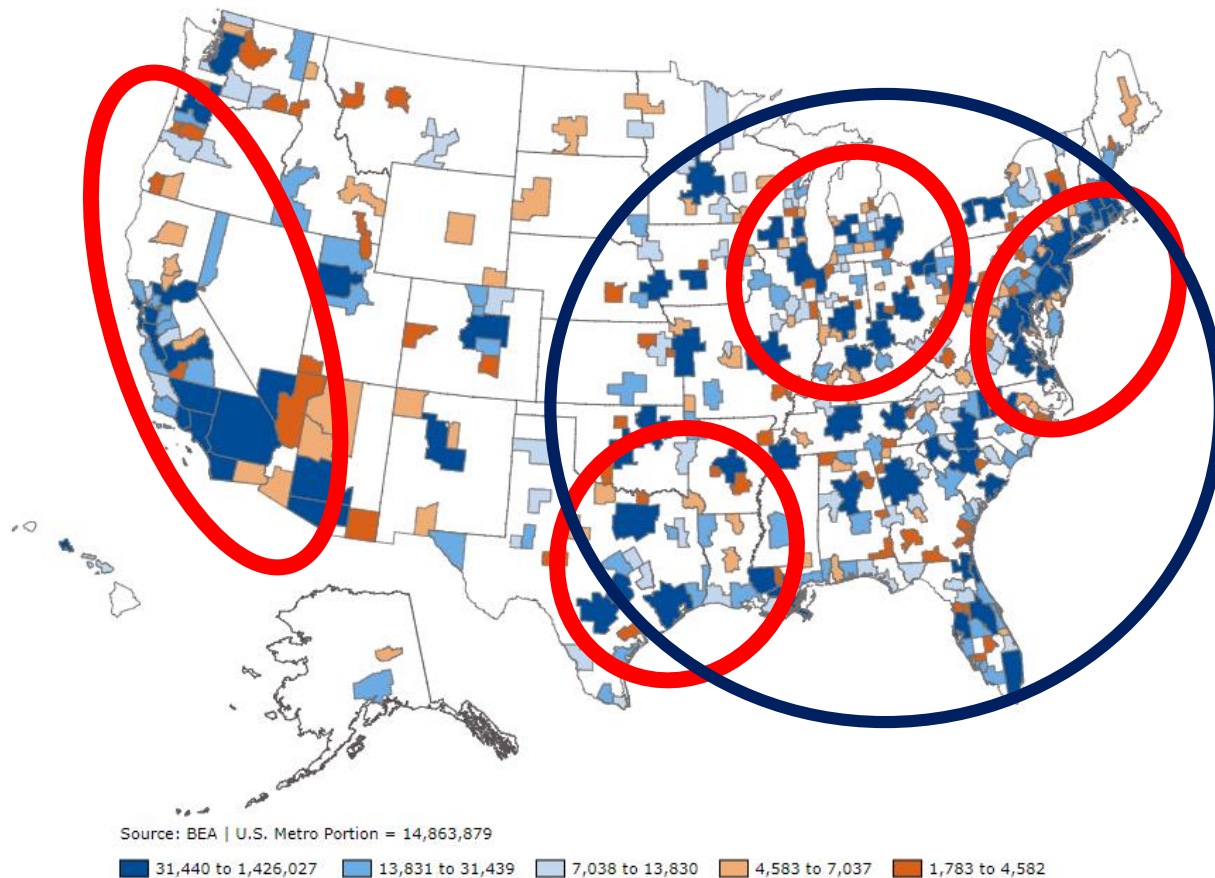 Source: BEA | U.S. Metro Portion = 14,863,879
31,440 to 1,426,027 13,831 to 31,439 7,038 to 13,830 4,583 to 7,037 1,783 to 4,582